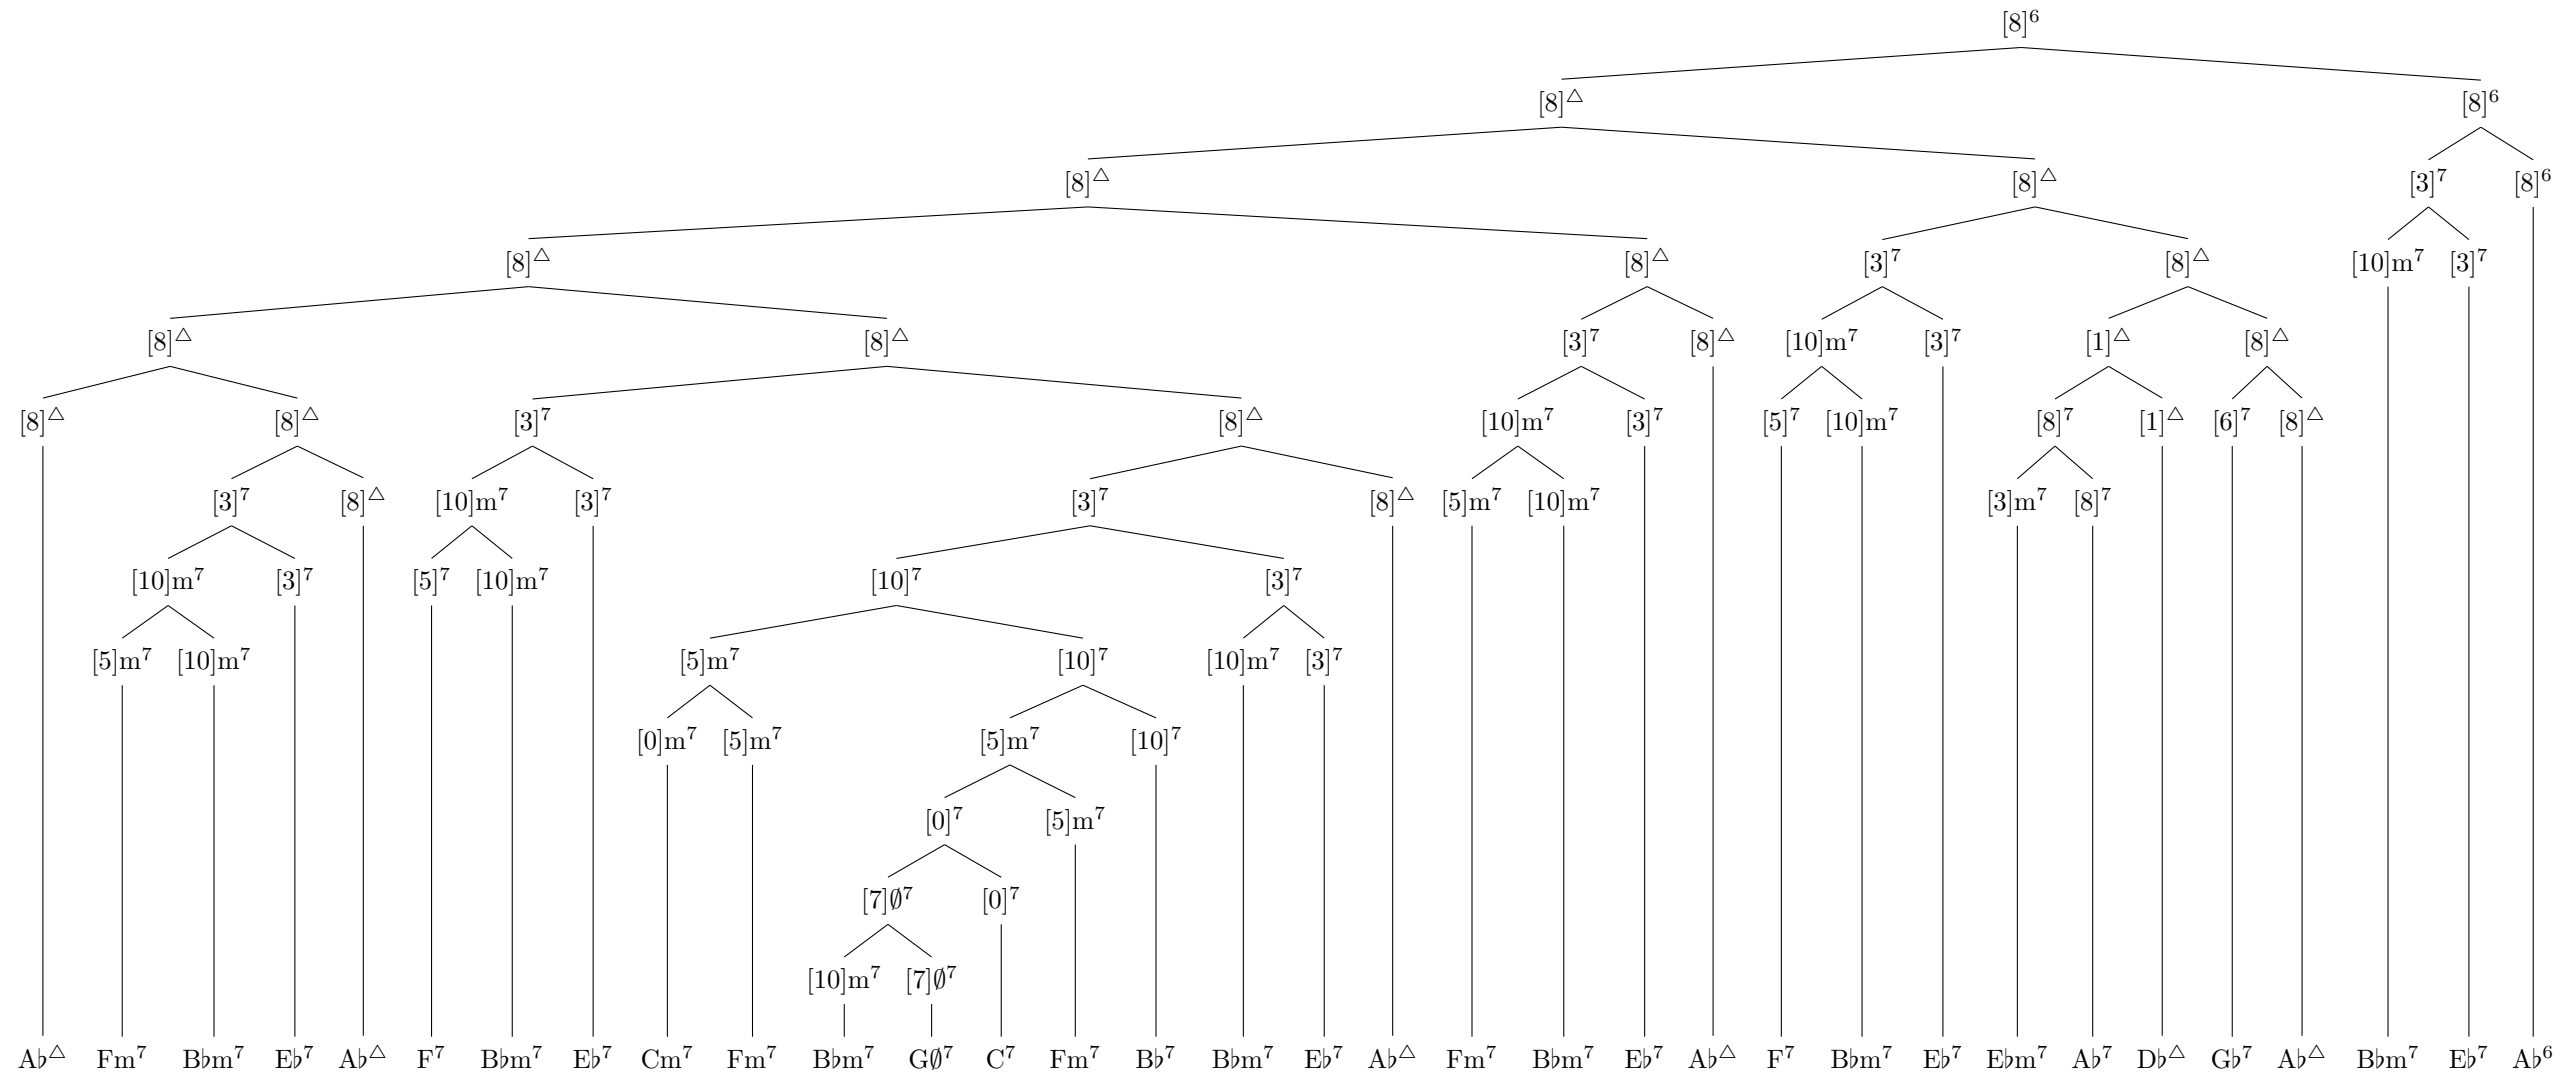 [8]⁶
[8]△ [8]⁶
[8]△ [8]△ [3]⁷ [8]⁶
[8]△ [8]△ [3]⁷ [8]△ [10]m⁷ [3]⁷
[8]△ [8]△ [3]⁷ [8]△ [10]m⁷ [3]⁷ [1]△ [8]△
[8]△ [8]△ [3]⁷ [8]△ [10]m⁷ [3]⁷ [5]⁷ [10]m⁷ [8]⁷ [1]△ [6]⁷ [8]△
[3]⁷ [8]△ [10]m⁷ [3]⁷ [3]⁷ [8]△ [5]m⁷ [10]m⁷ [3]m⁷ [8]⁷
[10]m⁷ [3]⁷ [5]⁷ [10]m⁷ [10]⁷ [3]⁷
[5]m⁷ [10]m⁷ [5]m⁷ [10]⁷ [10]m⁷ [3]⁷
[0]m⁷ [5]m⁷ [5]m⁷ [10]⁷
[0]⁷ [5]m⁷
[7]∅⁷ [0]⁷
[10]m⁷ [7]∅⁷
A♭△ Fm⁷ B♭m⁷ E♭⁷ A♭△ F⁷ B♭m⁷ E♭⁷ Cm⁷ Fm⁷ B♭m⁷ G∅⁷ C⁷ Fm⁷ B♭⁷ B♭m⁷ E♭⁷ A♭△ Fm⁷ B♭m⁷ E♭⁷ A♭△ F⁷ B♭m⁷ E♭⁷ E♭m⁷ A♭⁷ D♭△ G♭⁷ A♭△ B♭m⁷ E♭⁷ A♭⁶